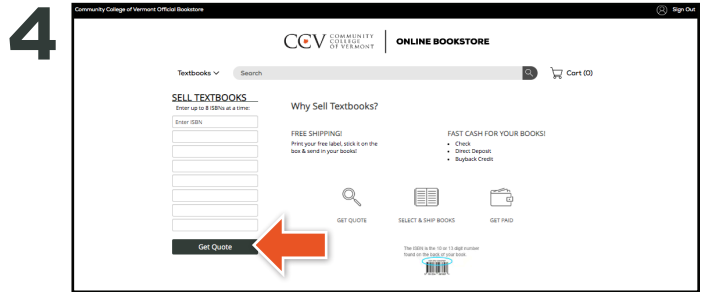 4
Community College of Vermont Official Bookstore
Sign Out
CCV COMMUNITY COLLEGE OF VERMONT
ONLINE BOOKSTORE
Textbooks
Search
Cart (0)
SELL TEXTBOOKS
Enter up to 8 ISBNs at a time:
Enter ISBN
Get Quote
Why Sell Textbooks?
FREE SHIPPING!
Print your free label, stick it on the
box & send in your books!
FAST CASH FOR YOUR BOOKS!
• Check
• Direct Deposit
• Buyback Credit
GET QUOTE
SELECT & SHIP BOOKS
GET PAID
The ISBN is the 10 or 13 digit number
found on the back of your book.